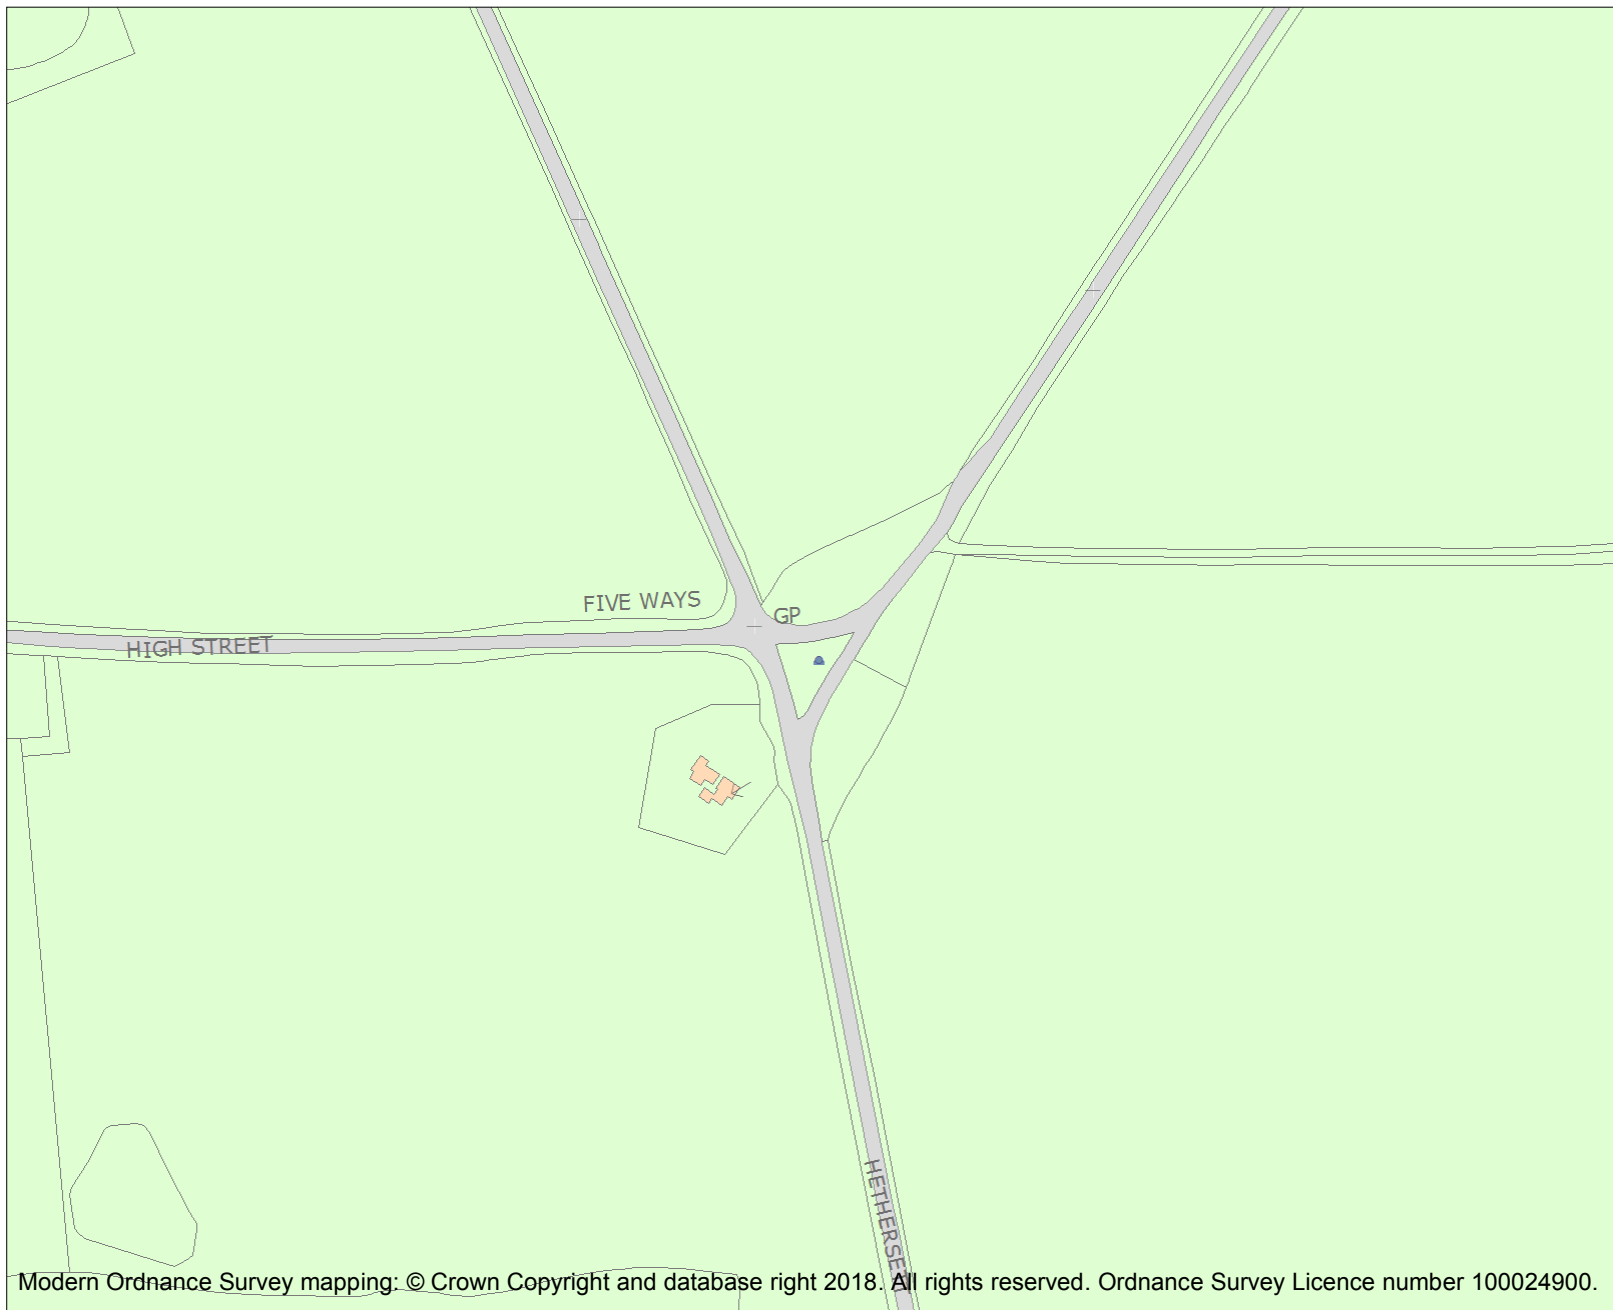 FIVE WAYS
GP
HIGH STREET
HETHERSETT
Modern Ordnance Survey mapping: © Crown Copyright and database right 2018. All rights reserved. Ordnance Survey Licence number 100024900.